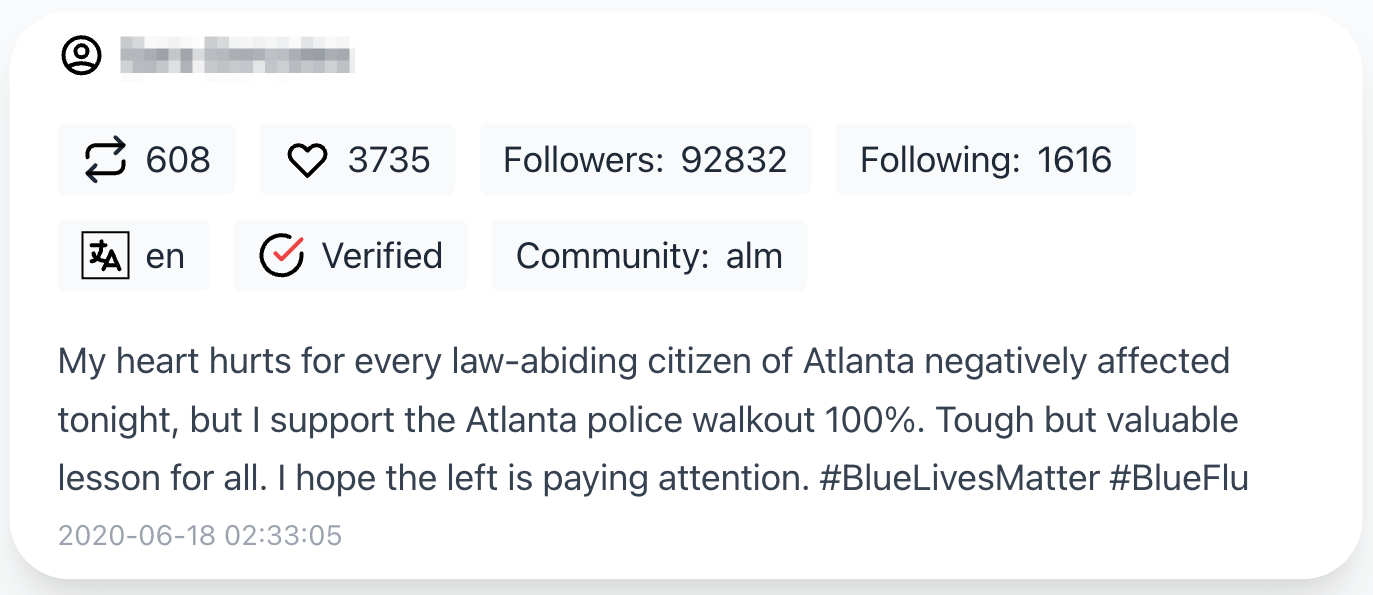 608 3735 Followers: 92832 Following: 1616
en Verified Community: alm
My heart hurts for every law-abiding citizen of Atlanta negatively affected
tonight, but I support the Atlanta police walkout 100%. Tough but valuable
lesson for all. I hope the left is paying attention. #BlueLivesMatter #BlueFlu
2020-06-18 02:33:05